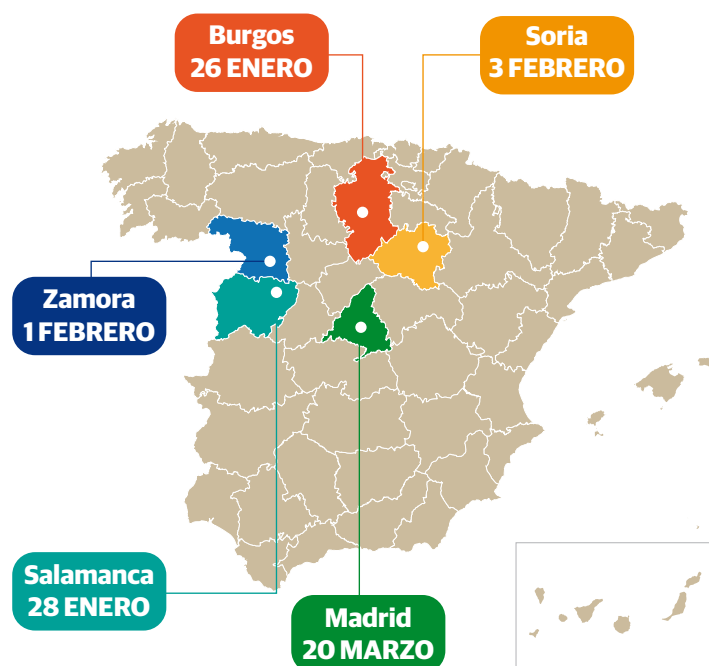 Burgos
26 ENERO
Soria
3 FEBRERO
Zamora
1 FEBRERO
Salamanca
28 ENERO
Madrid
20 MARZO